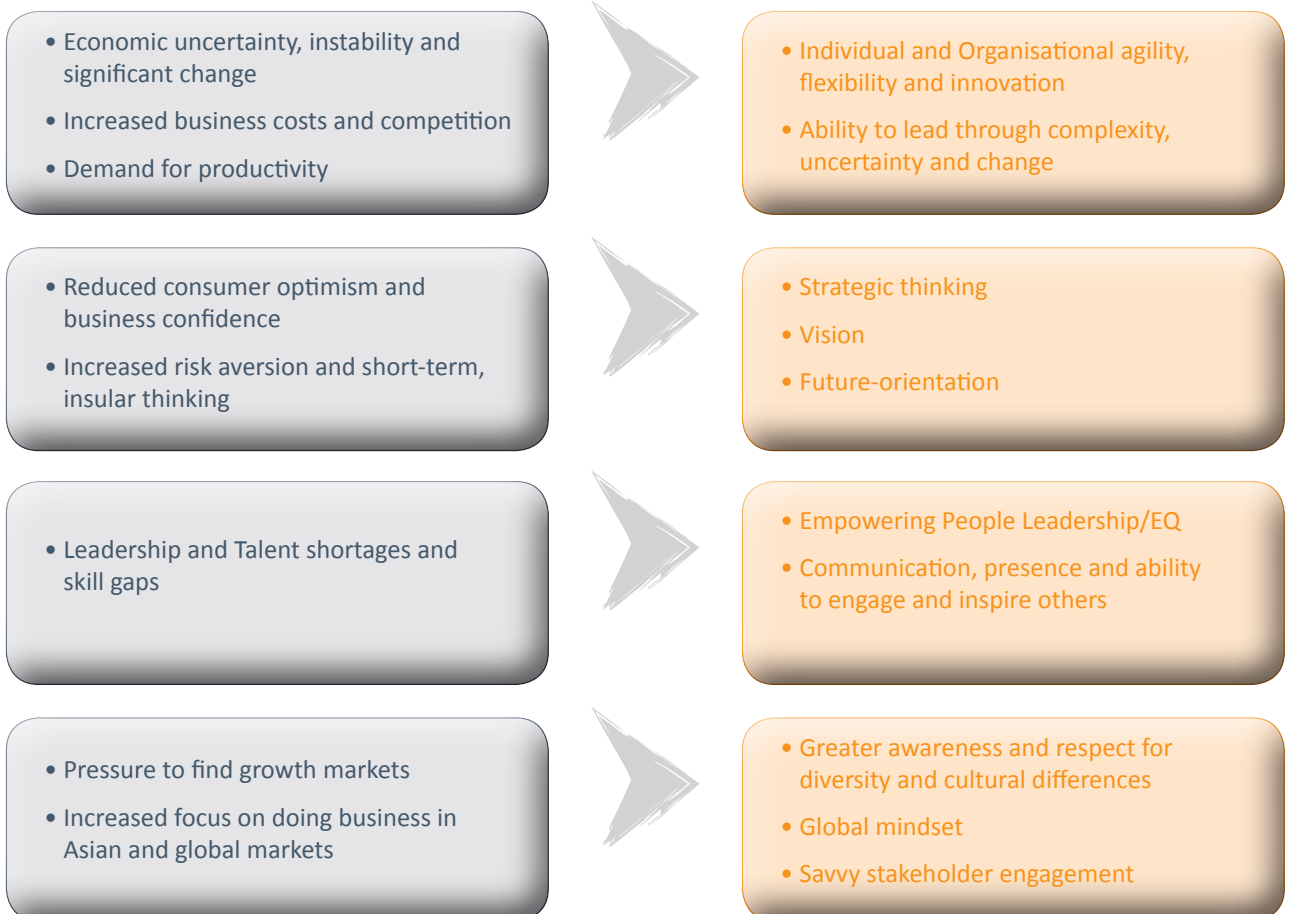 • Economic uncertainty, instability and
significant change
• Increased business costs and competition
• Demand for productivity
• Individual and Organisational agility,
flexibility and innovation
• Ability to lead through complexity,
uncertainty and change
• Reduced consumer optimism and
business confidence
• Increased risk aversion and short-term,
insular thinking
• Strategic thinking
• Vision
• Future-orientation
• Leadership and Talent shortages and
skill gaps
• Empowering People Leadership/EQ
• Communication, presence and ability
to engage and inspire others
• Pressure to find growth markets
• Increased focus on doing business in
Asian and global markets
• Greater awareness and respect for
diversity and cultural differences
• Global mindset
• Savvy stakeholder engagement